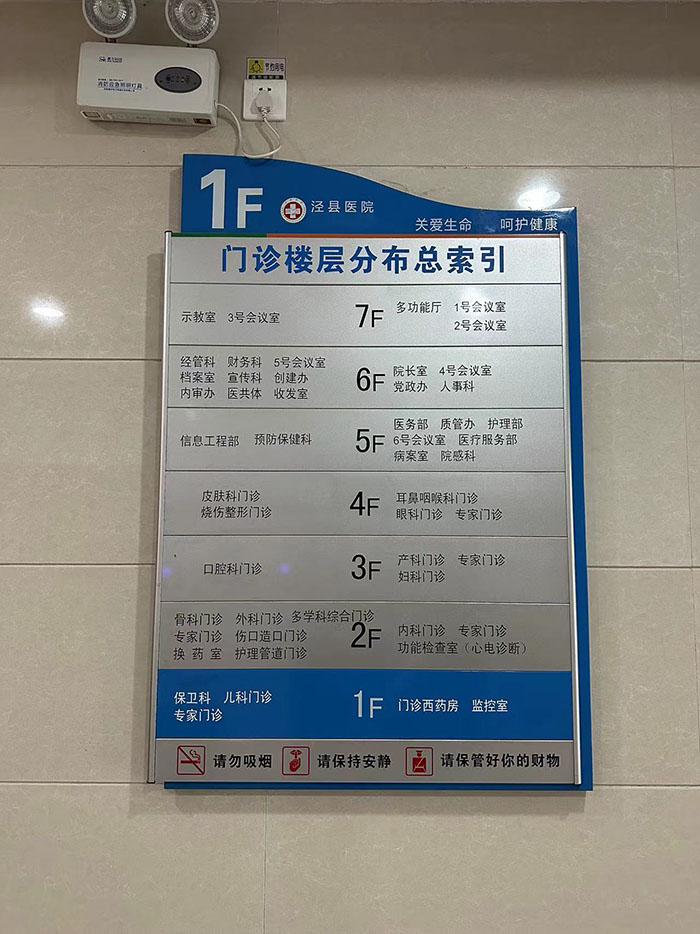 节约用电
消防应急照明灯具
1F 泾县医院
关爱生命 呵护健康
门诊楼层分布总索引
示教室 3号会议室 7F 多功能厅 1号会议室
2号会议室
经管科 财务科 5号会议室
档案室 宣传科 创建办
内审办 医共体 收发室
6F
院长室 4号会议室
党政办 人事科
信息工程部 预防保健科
5F
医务部 质管办 护理部
6号会议室 医疗服务部
病案室 院感科
皮肤科门诊
烧伤整形门诊
4F
耳鼻咽喉科门诊
眼科门诊 专家门诊
口腔科门诊
3F
产科门诊 专家门诊
妇科门诊
骨科门诊 外科门诊 多学科综合门诊
专家门诊 伤口造口门诊
换药室 护理管道门诊
2F
内科门诊 专家门诊
功能检查室（心电诊断）
保卫科 儿科门诊
专家门诊
1F
门诊西药房 监控室
请勿吸烟 请保持安静 请保管好你的财物